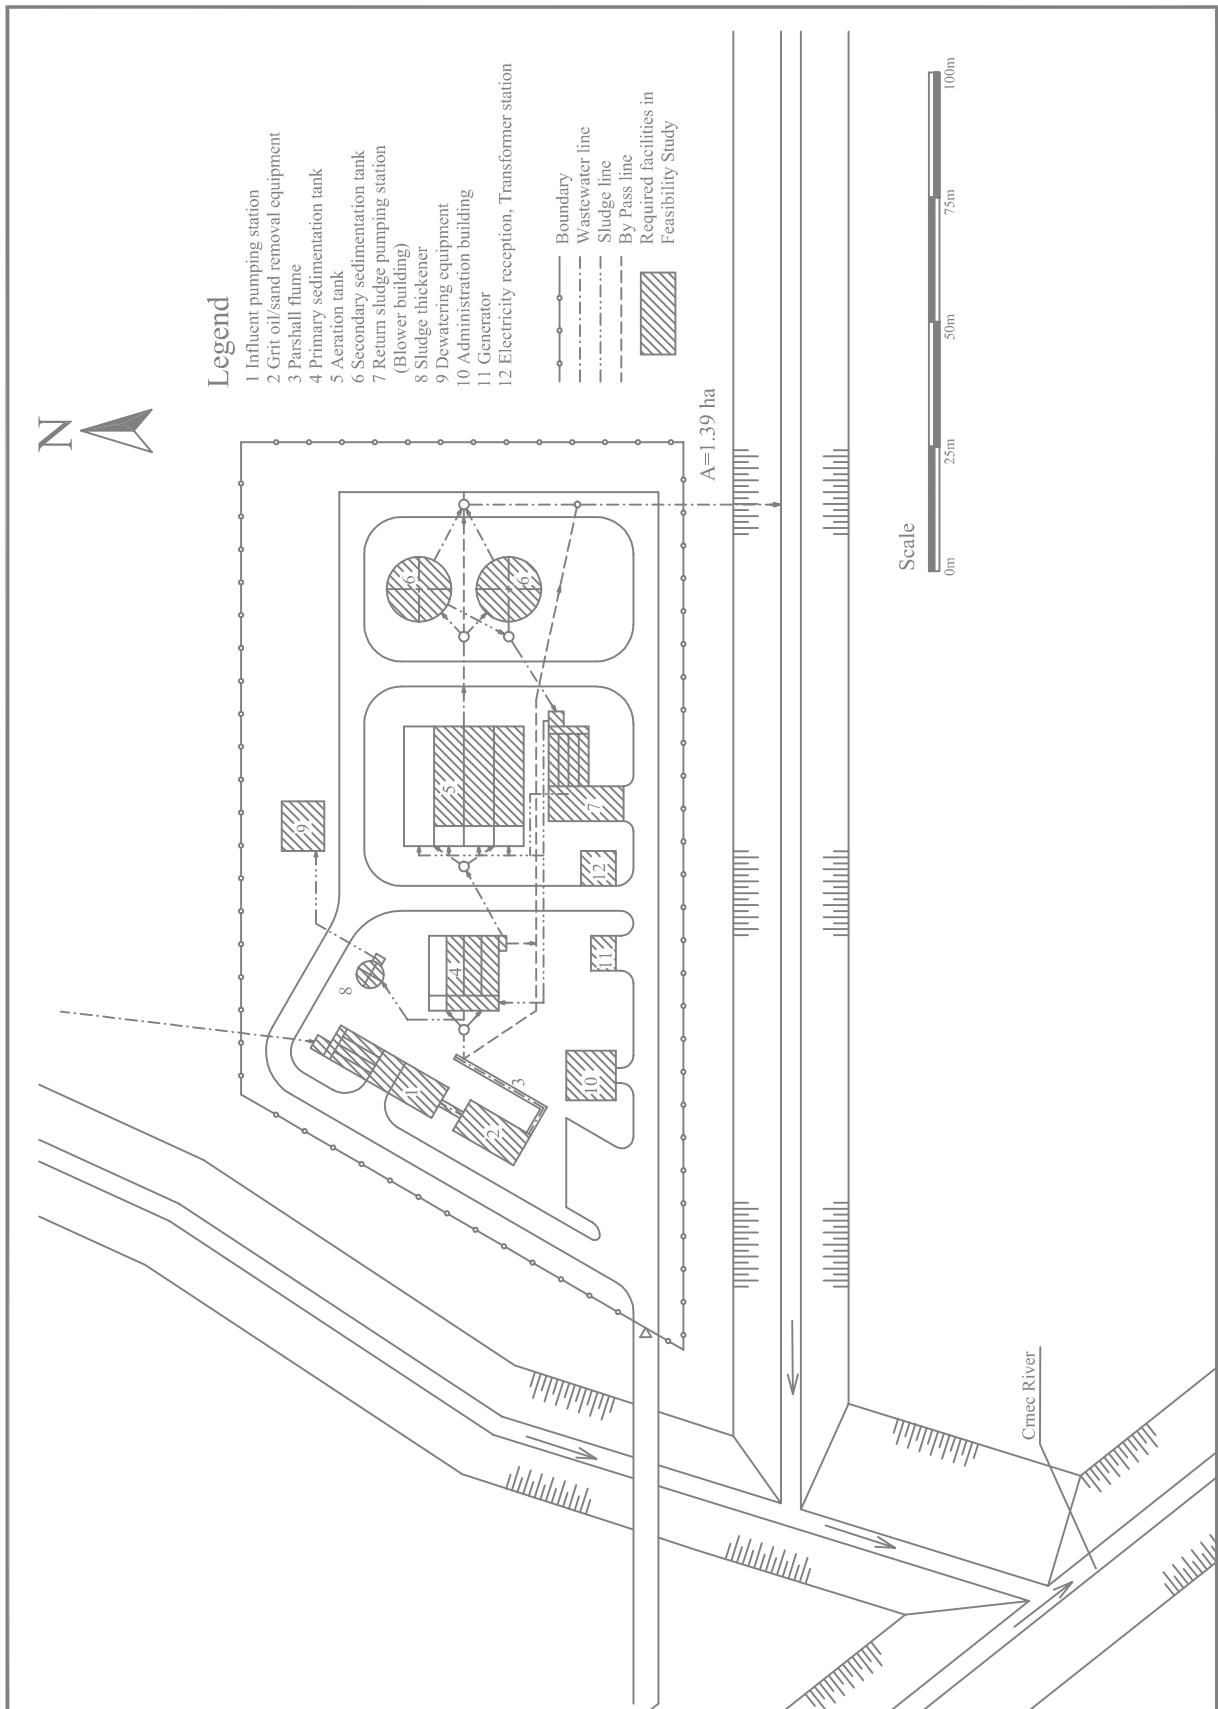 N
Legend
1 Influent pumping station
2 Grit oil/sand removal equipment
3 Parshall flume
4 Primary sedimentation tank
5 Aeration tank
6 Secondary sedimentation tank
7 Return sludge pumping station
(Blower building)
8 Sludge thickener
9 Dewatering equipment
10 Administration building
11 Generator
12 Electricity reception, Transformer station
Boundary
Wastewater line
Sludge line
By Pass line
Required facilities in
Feasibility Study
A=1.39 ha
Scale
0m
25m
50m
75m
100m
1
2
3
4
5
6
6
7
8
9
10
11
12
Crnec River